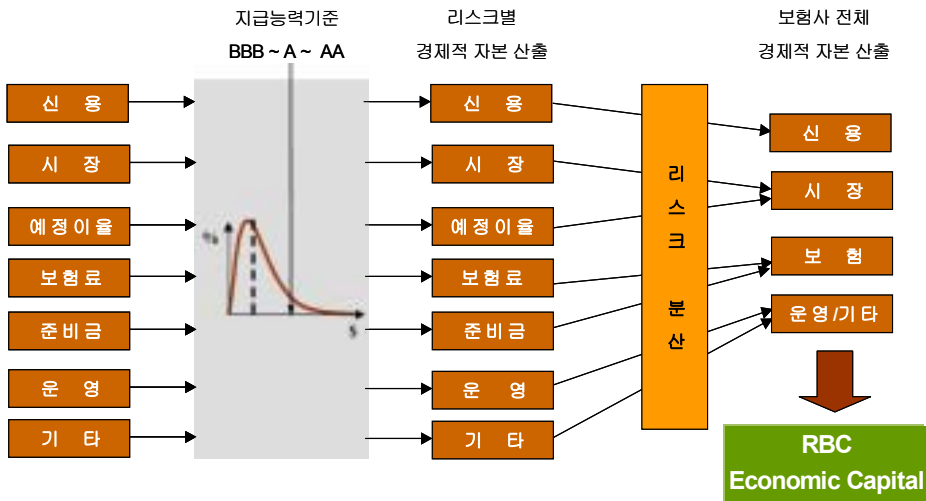 지급능력기준
BBB ~ A ~ AA
리스크별
경제적 자본 산출
보험사 전체
경제적 자본 산출
신 용
시 장
예정이율
보험료
준비금
운 영
기 타
%
$
신 용
시 장
예정이율
보험료
준비금
운 영
기 타
리
스
크
분
산
신 용
시 장
보 험
운영/기타
RBC
Economic Capital